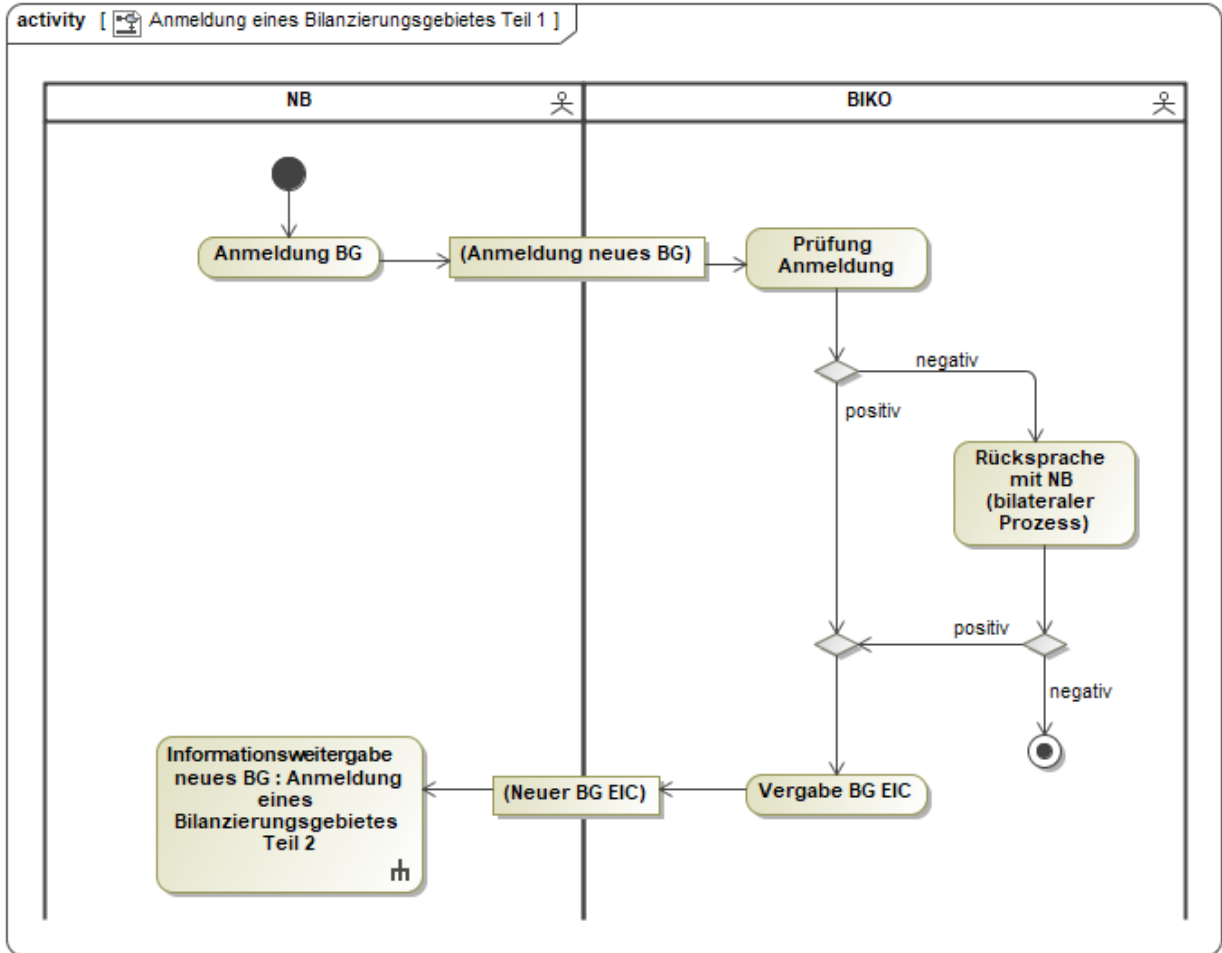 activity [ Anmeldung eines Bilanzierungsgebietes Teil 1 ]
NB
BIKO
Anmeldung BG
(Anmeldung neues BG)
Prüfung
Anmeldung
negativ
positiv
Rücksprache
mit NB
(bilateraler
Prozess)
positiv
negativ
Informationsweitergabe
neues BG : Anmeldung
eines
Bilanzierungsgebietes
Teil 2
(Neuer BG EIC)
Vergabe BG EIC